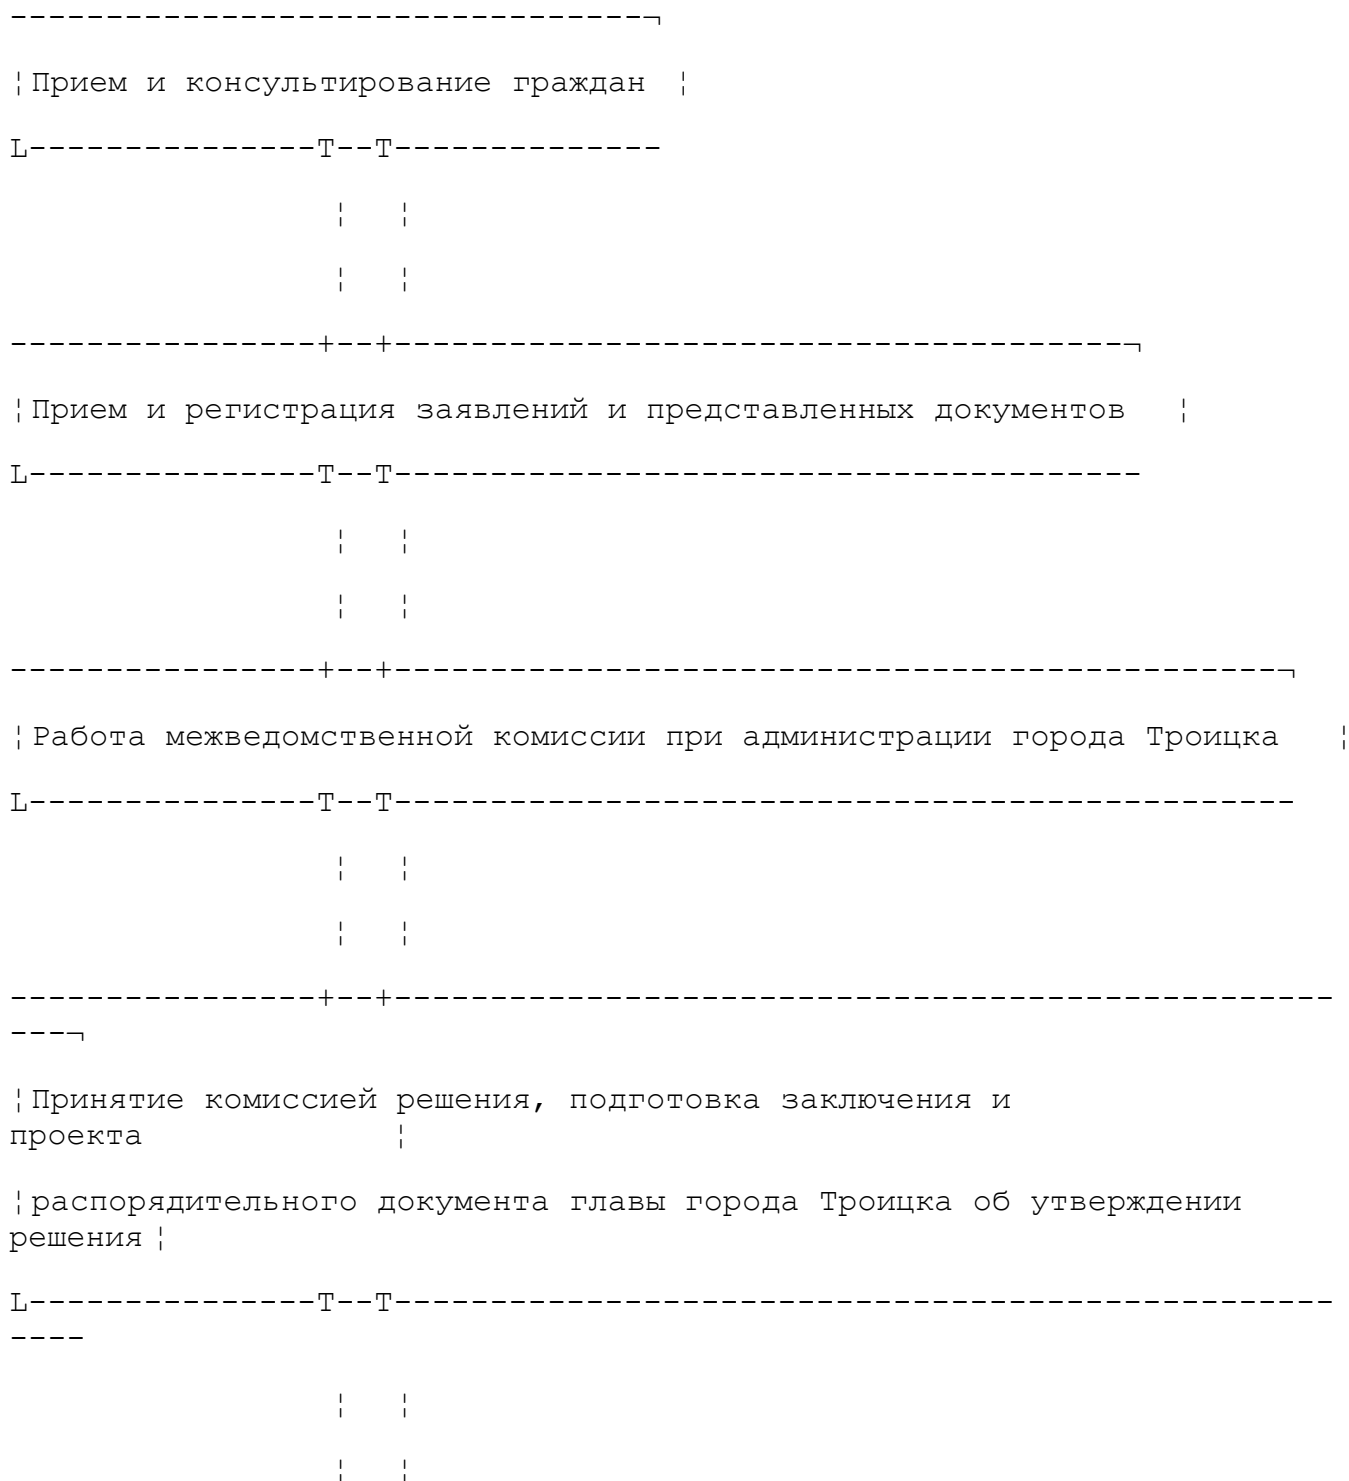 ---------------------------------¬
¦Прием и консультирование граждан ¦
L---------------T--T--------------
¦ ¦
¦ ¦
----------------+--+--------------------------------------¬
¦Прием и регистрация заявлений и представленных документов ¦
L---------------T--T---------------------------------------
¦ ¦
¦ ¦
----------------+--+----------------------------------------------¬
¦Работа межведомственной комиссии при администрации города Троицка ¦
L---------------T--T-----------------------------------------------
¦ ¦
¦ ¦
----------------+--+-------------------------------------------------
---¬
¦Принятие комиссией решения, подготовка заключения и
проекта ¦
¦распорядительного документа главы города Троицка об утверждении
решения¦
L---------------T--T-------------------------------------------------
----
¦ ¦
¦ ¦